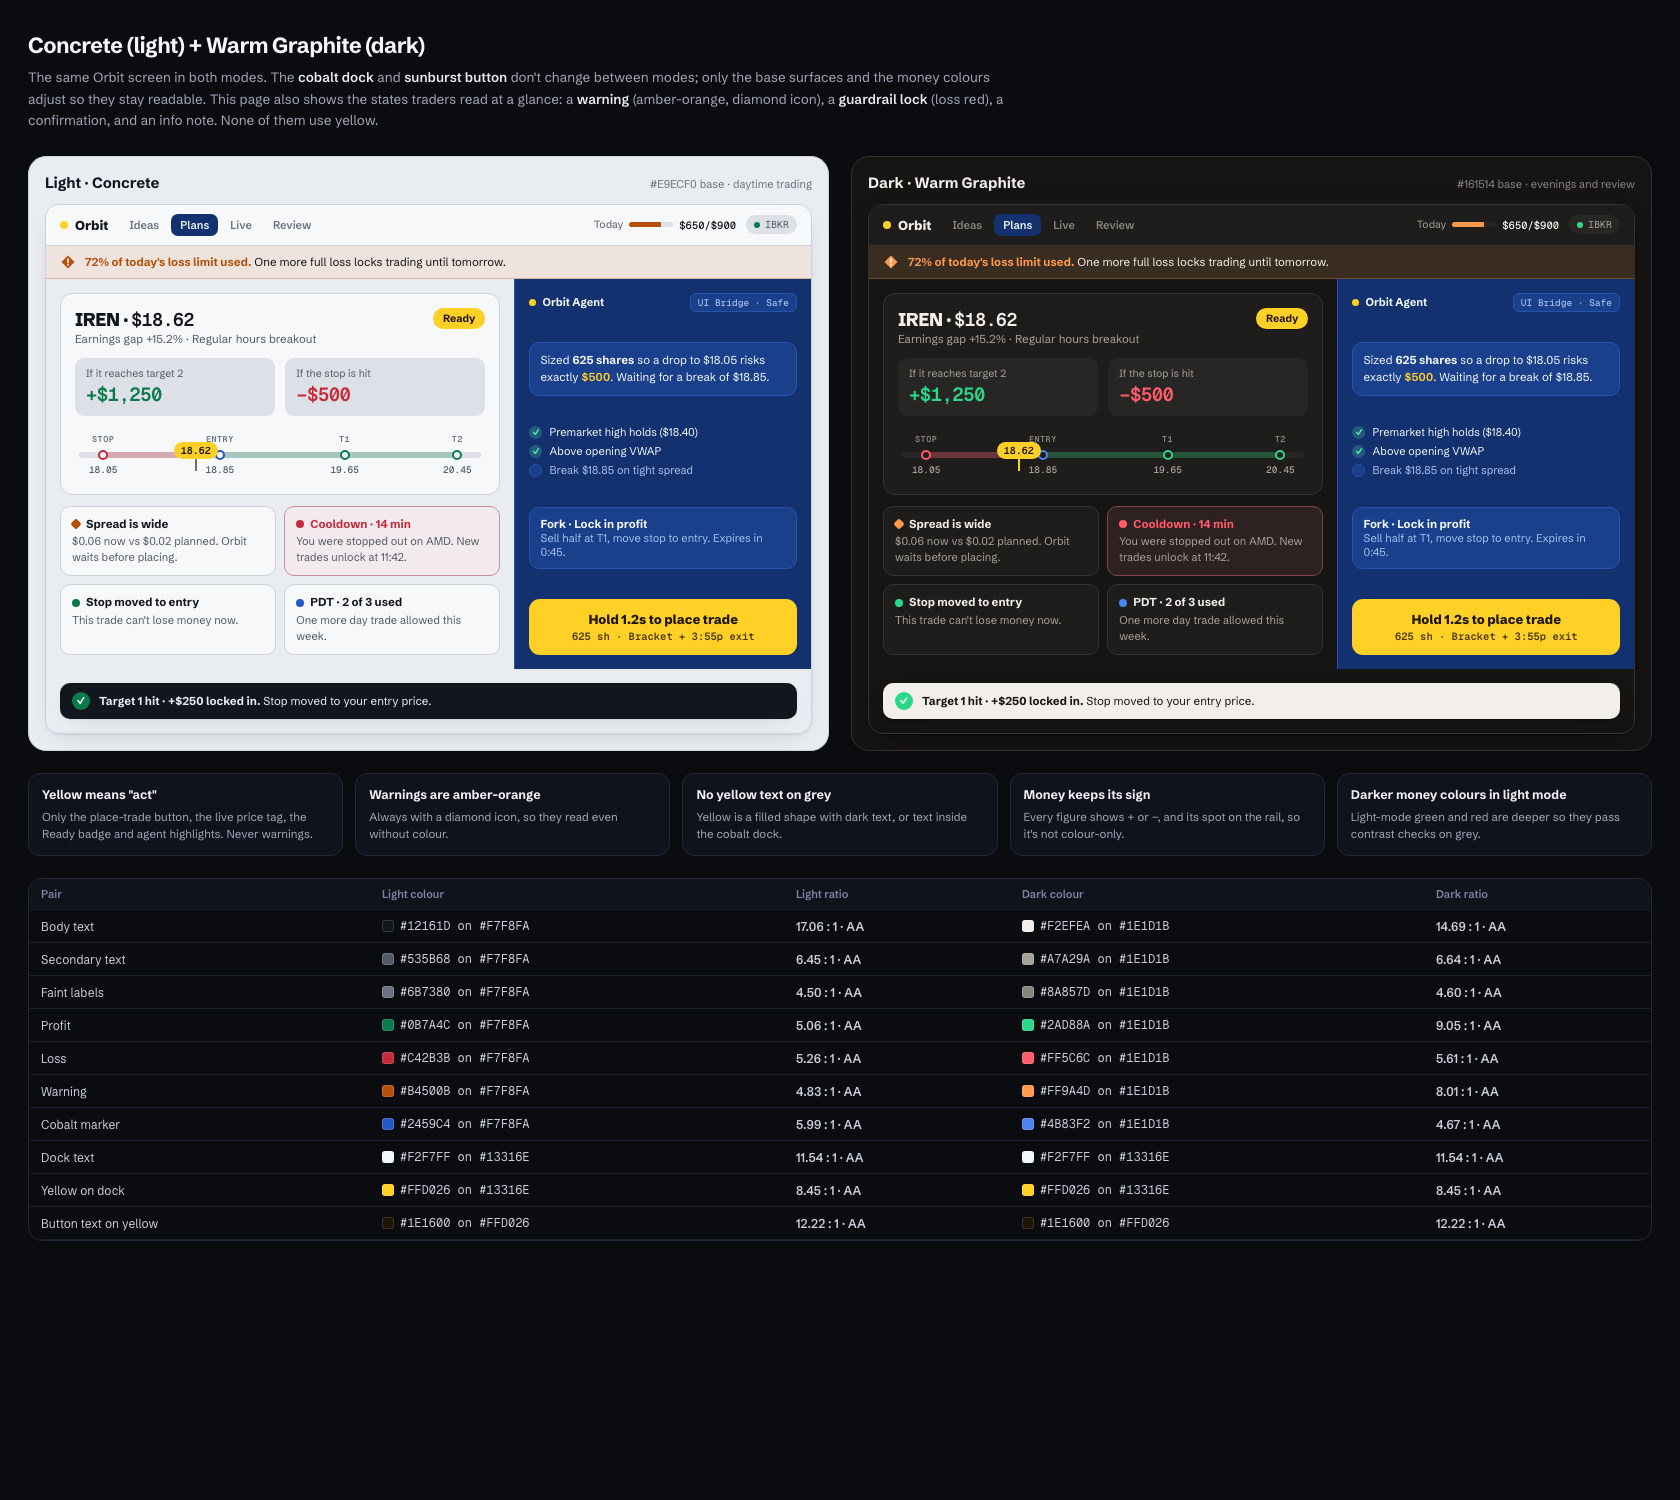 Concrete (light) + Warm Graphite (dark)
The same Orbit screen in both modes. The cobalt dock and sunburst button don't change between modes; only the base surfaces and the money colours
adjust so they stay readable. This page also shows the states traders read at a glance: a warning (amber-orange, diamond icon), a guardrail lock (loss red), a
confirmation, and an info note. None of them use yellow.
Light · Concrete
#E9ECF0 base · daytime trading
Orbit Ideas Plans Live Review Today $650/$900 IBKR
72% of today's loss limit used. One more full loss locks trading until tomorrow.
IREN · $18.62
Ready
Earnings gap +15.2% · Regular hours breakout
If it reaches target 2
+$1,250
If the stop is hit
–$500
STOP ENTRY T1 T2
18.62
18.05 18.85 19.65 20.45
Spread is wide
$0.06 now vs $0.02 planned. Orbit
waits before placing.
Cooldown · 14 min
You were stopped out on AMD. New
trades unlock at 11:42.
Stop moved to entry
This trade can't lose money now.
PDT · 2 of 3 used
One more day trade allowed this
week.
Orbit Agent
UI Bridge · Safe
Sized 625 shares so a drop to $18.05 risks
exactly $500. Waiting for a break of $18.85.
Premarket high holds ($18.40)
Above opening VWAP
Break $18.85 on tight spread
Fork · Lock in profit
Sell half at T1, move stop to entry. Expires in
0:45.
Hold 1.2s to place trade
625 sh · Bracket + 3:55p exit
Target 1 hit · +$250 locked in. Stop moved to your entry price.
Dark · Warm Graphite
#161514 base · evenings and review
Orbit Ideas Plans Live Review Today $650/$900 IBKR
72% of today's loss limit used. One more full loss locks trading until tomorrow.
IREN · $18.62
Ready
Earnings gap +15.2% · Regular hours breakout
If it reaches target 2
+$1,250
If the stop is hit
–$500
STOP ENTRY T1 T2
18.62
18.05 18.85 19.65 20.45
Spread is wide
$0.06 now vs $0.02 planned. Orbit
waits before placing.
Cooldown · 14 min
You were stopped out on AMD. New
trades unlock at 11:42.
Stop moved to entry
This trade can't lose money now.
PDT · 2 of 3 used
One more day trade allowed this
week.
Orbit Agent
UI Bridge · Safe
Sized 625 shares so a drop to $18.05 risks
exactly $500. Waiting for a break of $18.85.
Premarket high holds ($18.40)
Above opening VWAP
Break $18.85 on tight spread
Fork · Lock in profit
Sell half at T1, move stop to entry. Expires in
0:45.
Hold 1.2s to place trade
625 sh · Bracket + 3:55p exit
Target 1 hit · +$250 locked in. Stop moved to your entry price.
Yellow means "act"
Only the place-trade button, the live price tag, the
Ready badge and agent highlights. Never warnings.
Warnings are amber-orange
Always with a diamond icon, so they read even
without colour.
No yellow text on grey
Yellow is a filled shape with dark text, or text inside
the cobalt dock.
Money keeps its sign
Every figure shows + or –, and its spot on the rail, so
it's not colour-only.
Darker money colours in light mode
Light-mode green and red are deeper so they pass
contrast checks on grey.
Pair Light colour Light ratio Dark colour Dark ratio
Body text #12161D on #F7F8FA 17.06 : 1 · AA #F2EFEA on #1E1D1B 14.69 : 1 · AA
Secondary text #535B68 on #F7F8FA 6.45 : 1 · AA #A7A29A on #1E1D1B 6.64 : 1 · AA
Faint labels #6B7380 on #F7F8FA 4.50 : 1 · AA #8A857D on #1E1D1B 4.60 : 1 · AA
Profit #0B7A4C on #F7F8FA 5.06 : 1 · AA #2AD88A on #1E1D1B 9.05 : 1 · AA
Loss #C42B3B on #F7F8FA 5.26 : 1 · AA #FF5C6C on #1E1D1B 5.61 : 1 · AA
Warning #B4500B on #F7F8FA 4.83 : 1 · AA #FF9A4D on #1E1D1B 8.01 : 1 · AA
Cobalt marker #2459C4 on #F7F8FA 5.99 : 1 · AA #4B83F2 on #1E1D1B 4.67 : 1 · AA
Dock text #F2F7FF on #13316E 11.54 : 1 · AA #F2F7FF on #13316E 11.54 : 1 · AA
Yellow on dock #FFD026 on #13316E 8.45 : 1 · AA #FFD026 on #13316E 8.45 : 1 · AA
Button text on yellow #1E1600 on #FFD026 12.22 : 1 · AA #1E1600 on #FFD026 12.22 : 1 · AA